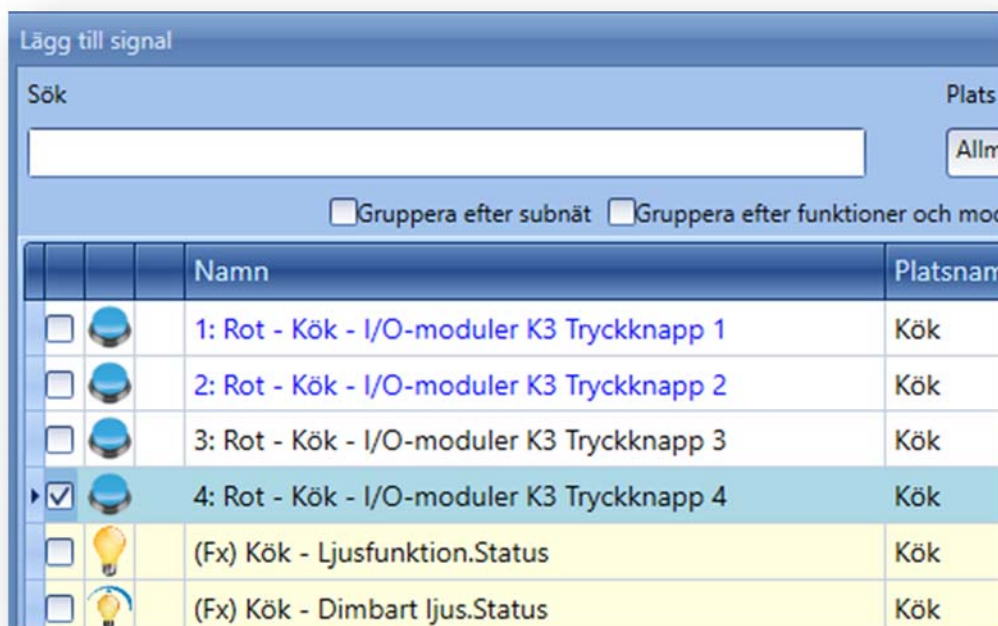 Lägg till signal
Sök Plats
Allm
Gruppera efter subnät Gruppera efter funktioner och mod
Namn Platsnam
1: Rot - Kök - I/O-moduler K3 Tryckknapp 1 Kök
2: Rot - Kök - I/O-moduler K3 Tryckknapp 2 Kök
3: Rot - Kök - I/O-moduler K3 Tryckknapp 3 Kök
4: Rot - Kök - I/O-moduler K3 Tryckknapp 4 Kök
(Fx) Kök - Ljusfunktion.Status Kök
(Fx) Kök - Dimbart ljus.Status Kök